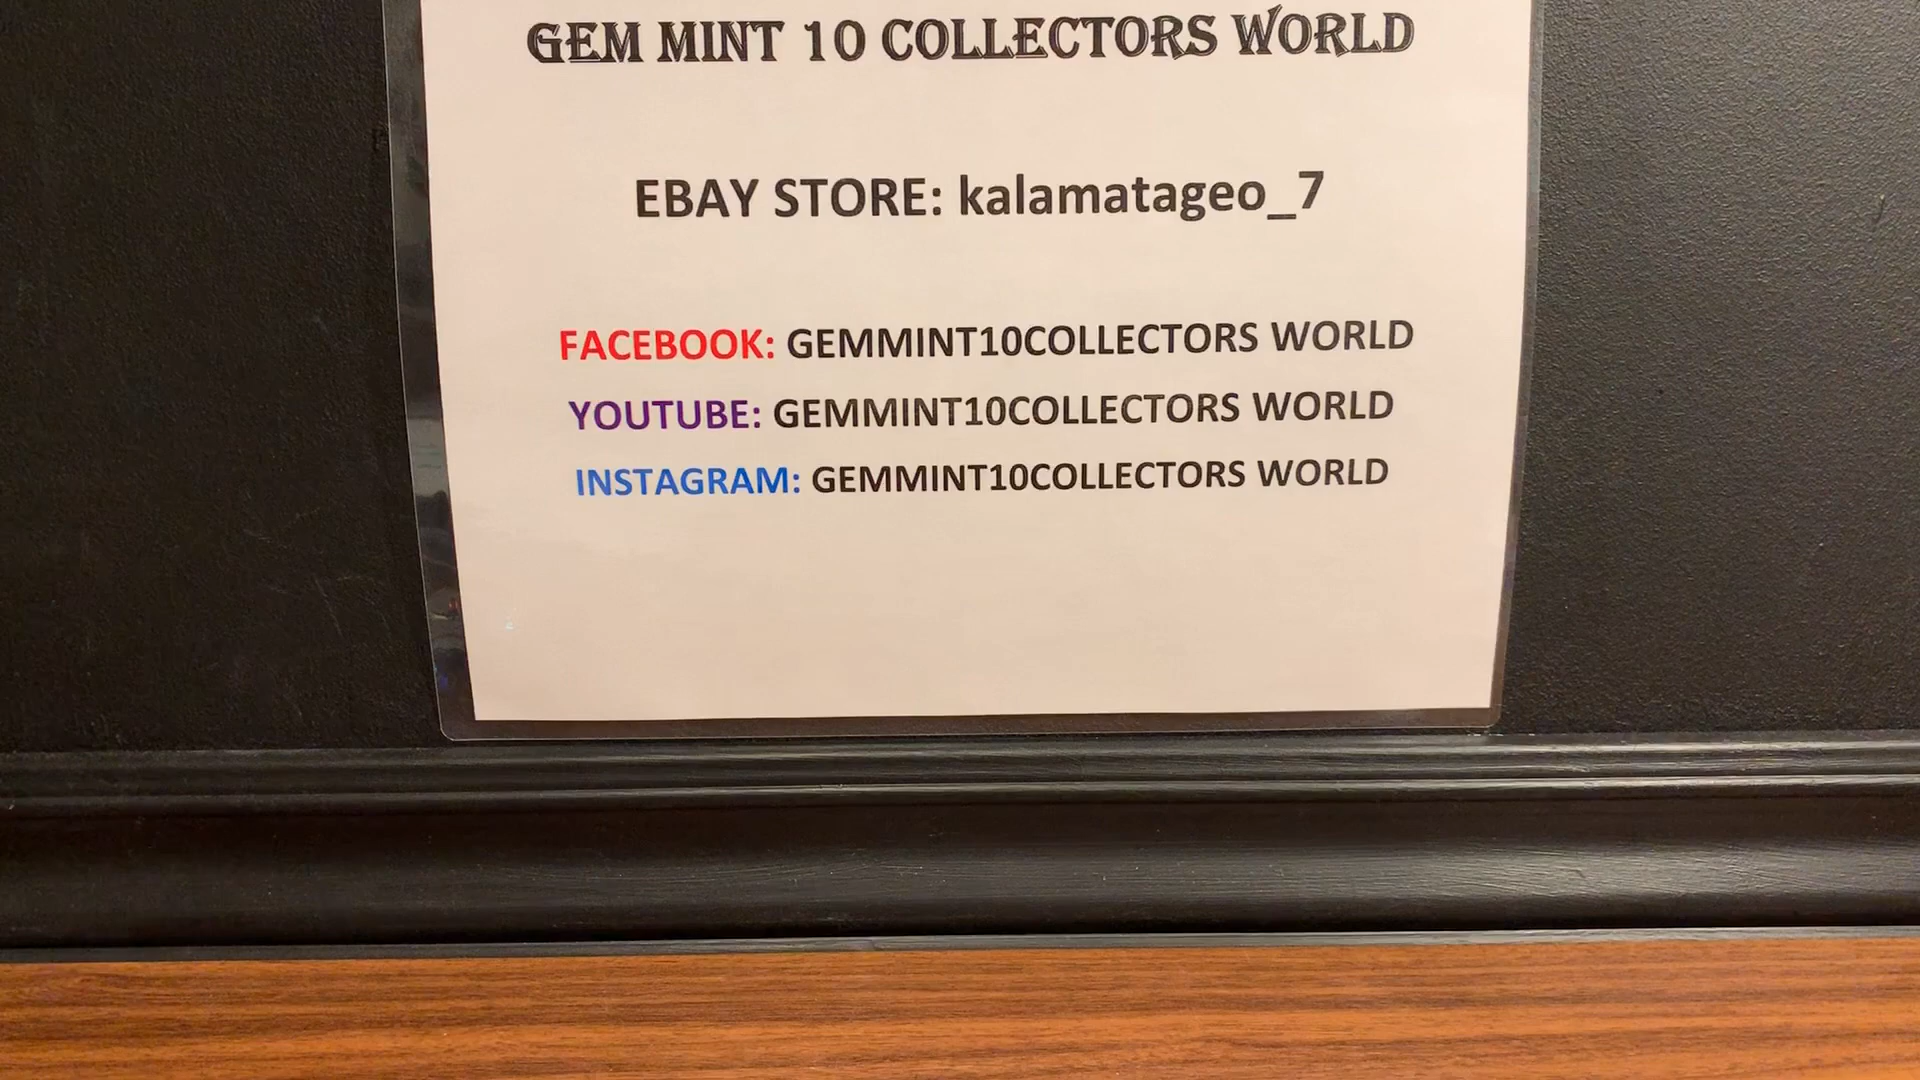 GEM MINT 10 COLLECTORS WORLD
EBAY STORE: kalamatageo_7
FACEBOOK: GEMMINT10COLLECTORS WORLD
YOUTUBE: GEMMINT10COLLECTORS WORLD
INSTAGRAM: GEMMINT10COLLECTORS WORLD